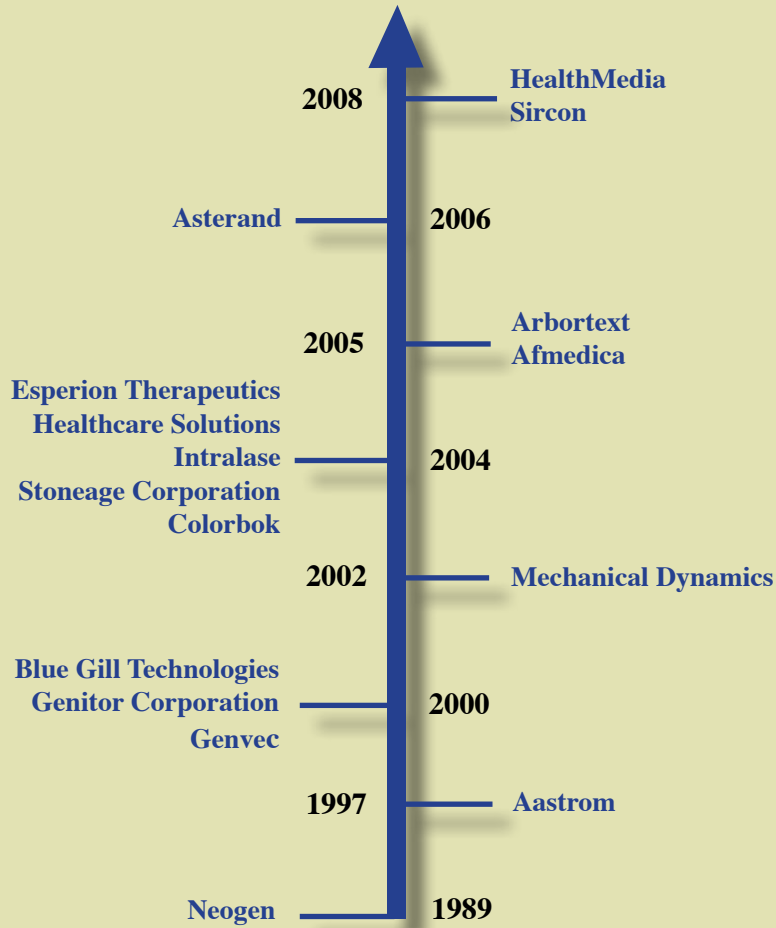 2008
HealthMedia
Sircon
Asterand
2006
2005
Arbortext
Afmedica
Esperion Therapeutics
Healthcare Solutions
Intralase
Stoneage Corporation
Colorbok
2004
2002
Mechanical Dynamics
Blue Gill Technologies
Genitor Corporation
Genvec
2000
1997
Aastrom
Neogen
1989